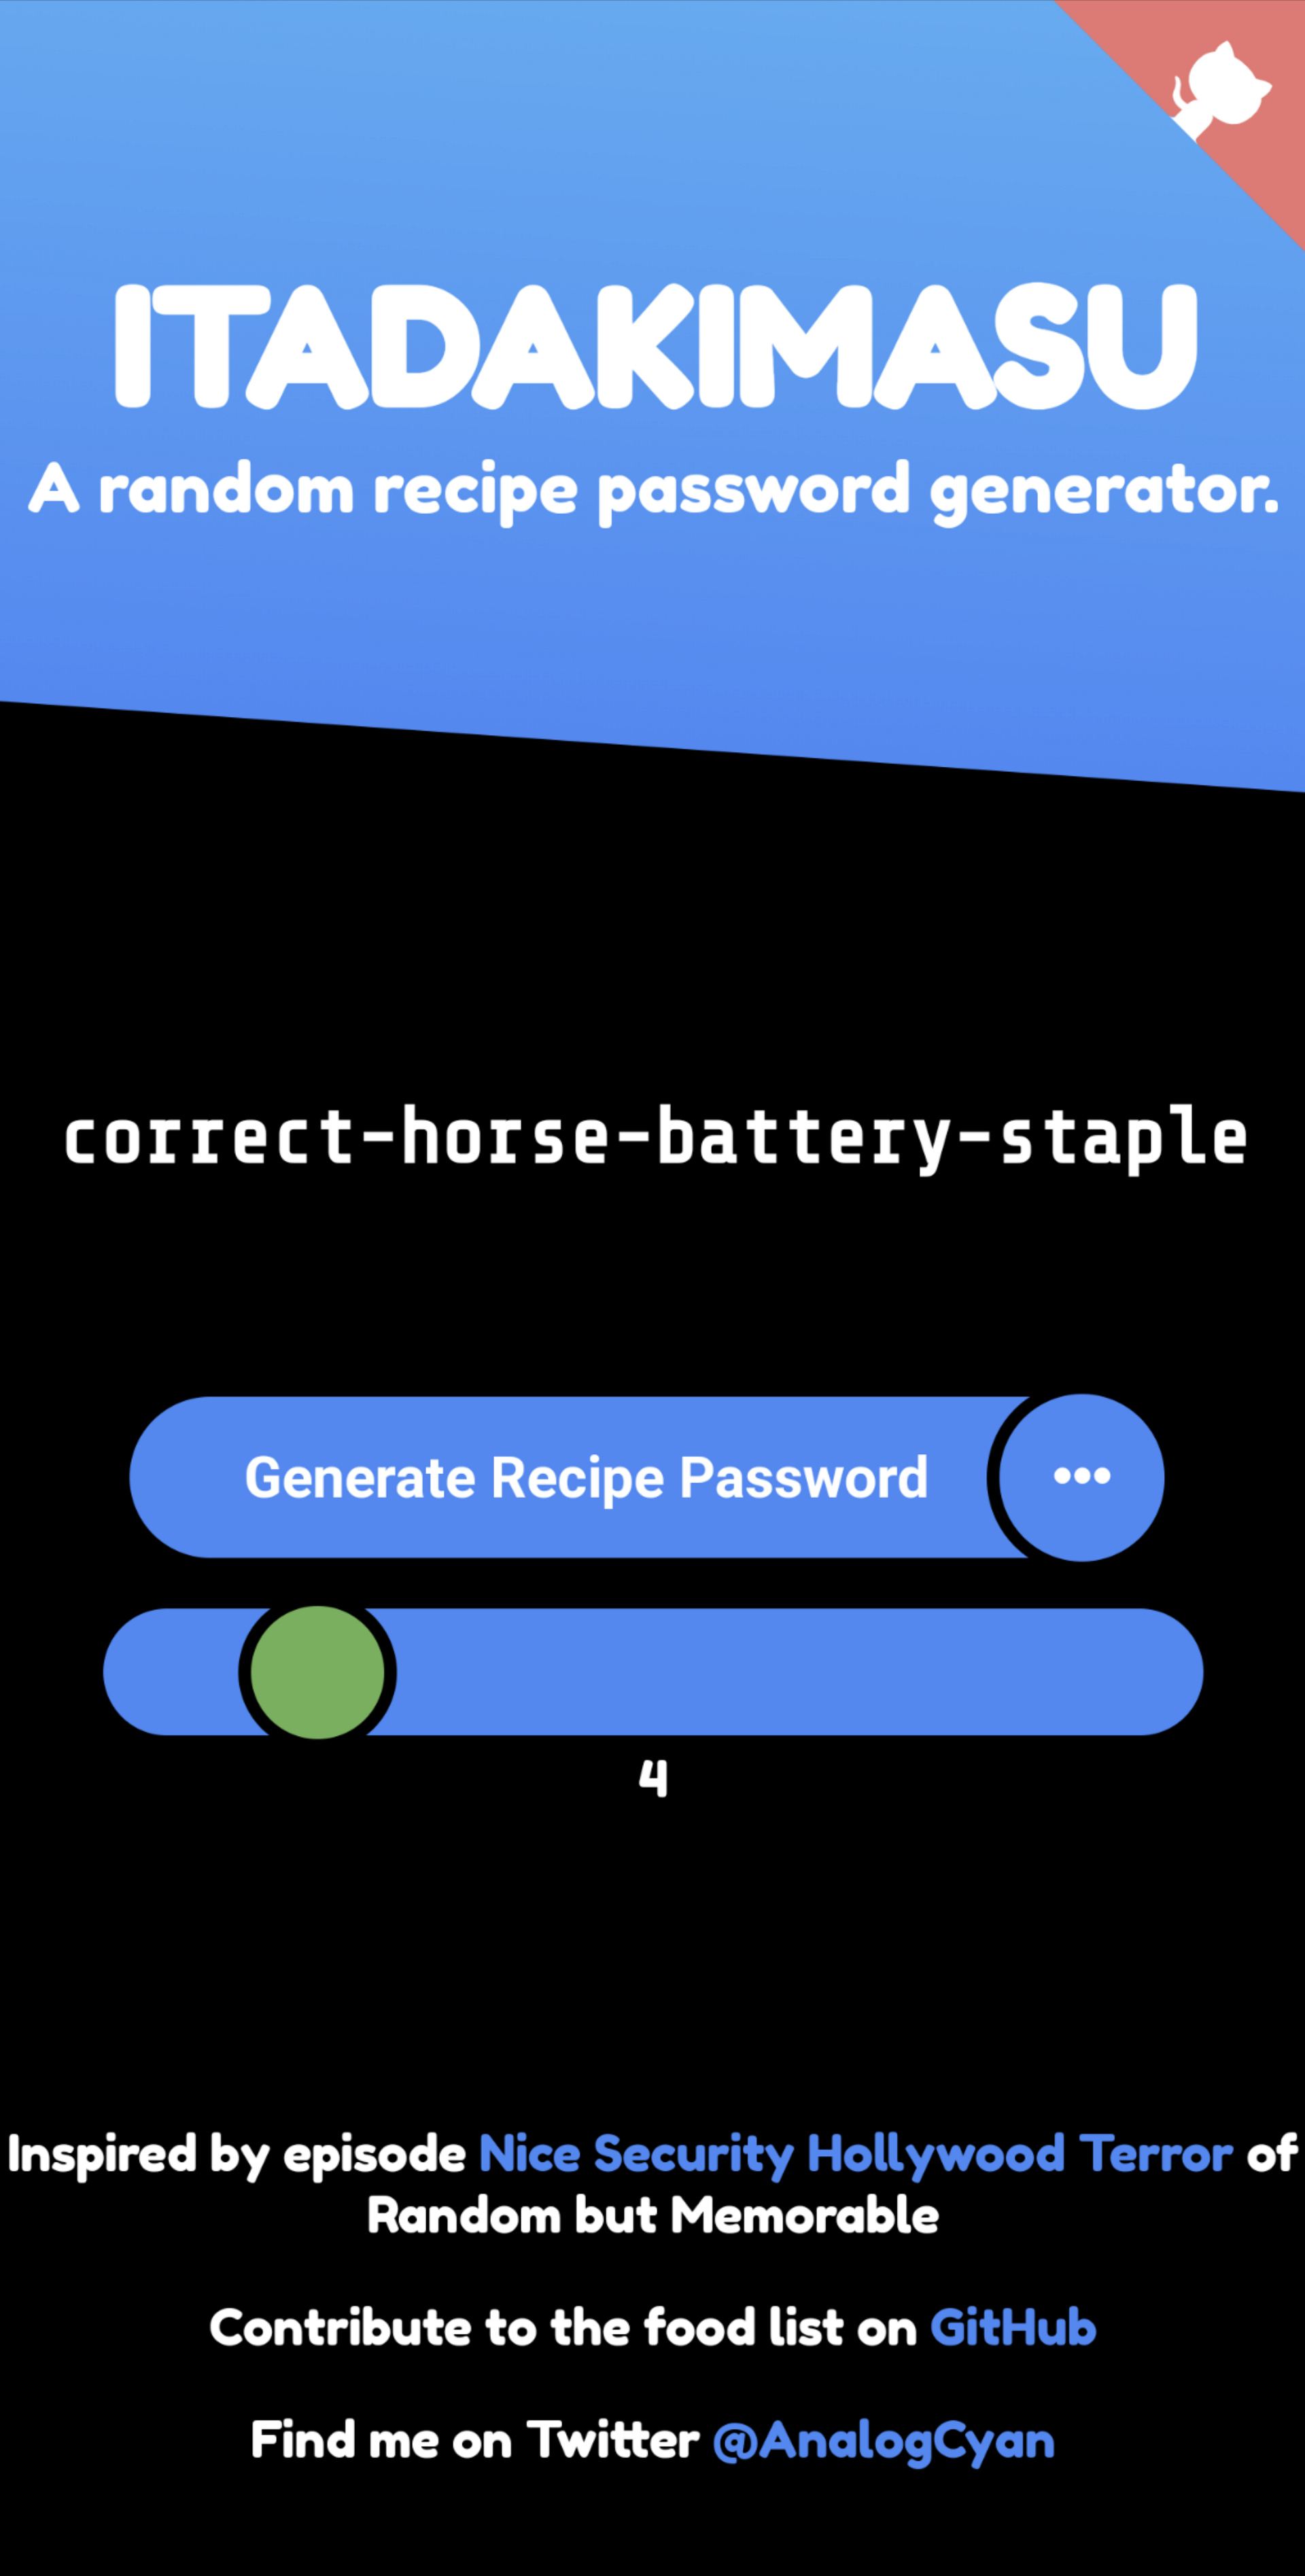 ITADAKIMASU
A random recipe password generator.
correct-horse-battery-staple
Generate Recipe Password
4
Inspired by episode Nice Security Hollywood Terror of
Random but Memorable
Contribute to the food list on GitHub
Find me on Twitter @AnalogCyan